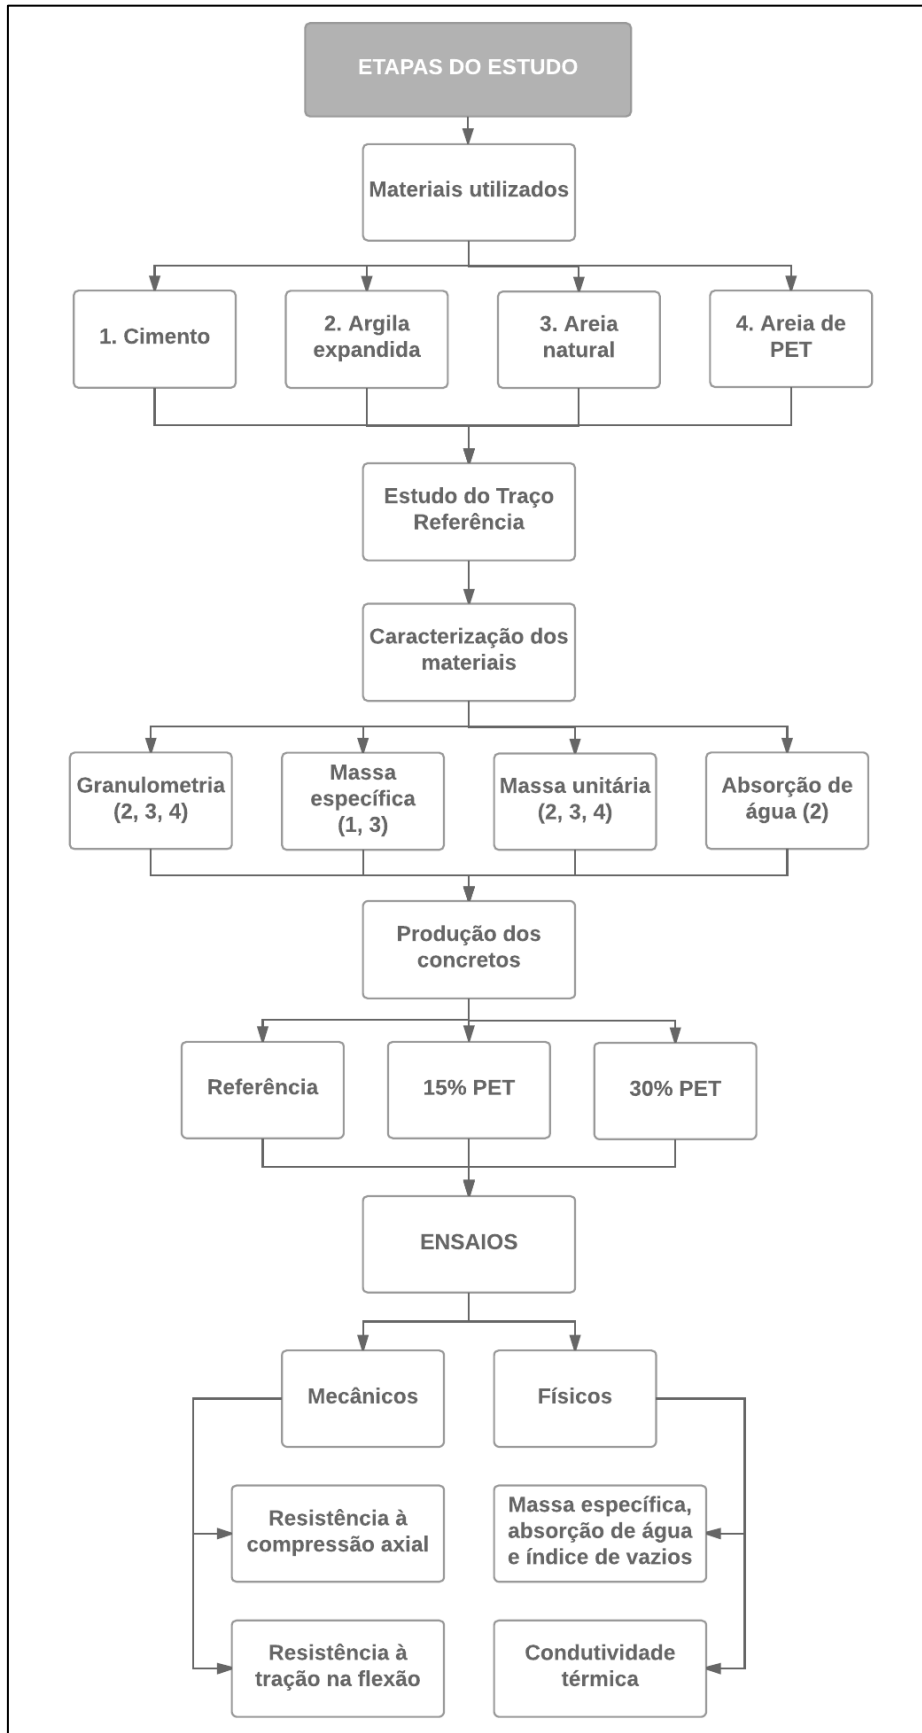 ETAPAS DO ESTUDO
Materiais utilizados
1. Cimento
2. Argila
expandida
3. Areia
natural
4. Areia de
PET
Estudo do Traço
Referência
Caracterização dos
materiais
Granulometria
(2, 3, 4)
Massa
específica
(1, 3)
Massa unitária
(2, 3, 4)
Absorção de
água (2)
Produção dos
concretos
Referência
15% PET
30% PET
ENSAIOS
Mecânicos
Físicos
Resistência à
compressão axial
Massa específica,
absorção de água
e índice de vazios
Resistência à
tração na flexão
Condutividade
térmica